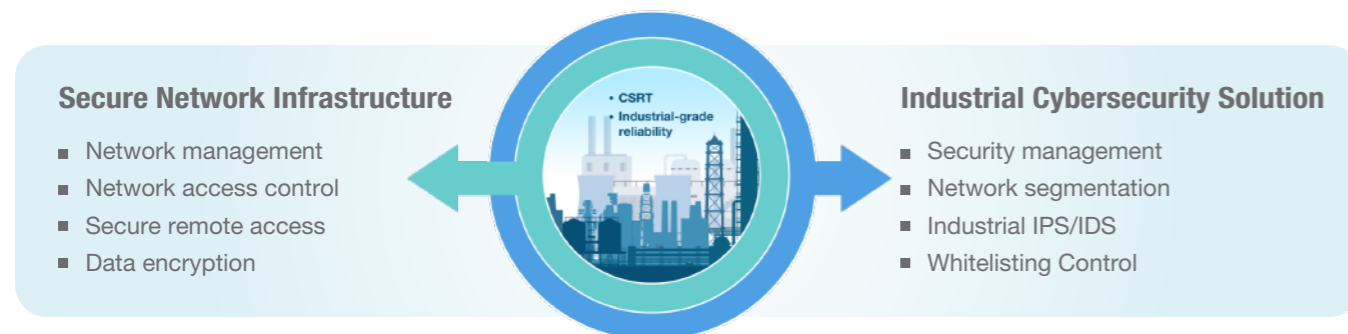 Secure Network Infrastructure
■ Network management
■ Network access control
■ Secure remote access
■ Data encryption
• CSRT
• Industrial-grade
reliability
Industrial Cybersecurity Solution
■ Security management
■ Network segmentation
■ Industrial IPS/IDS
■ Whitelisting Control